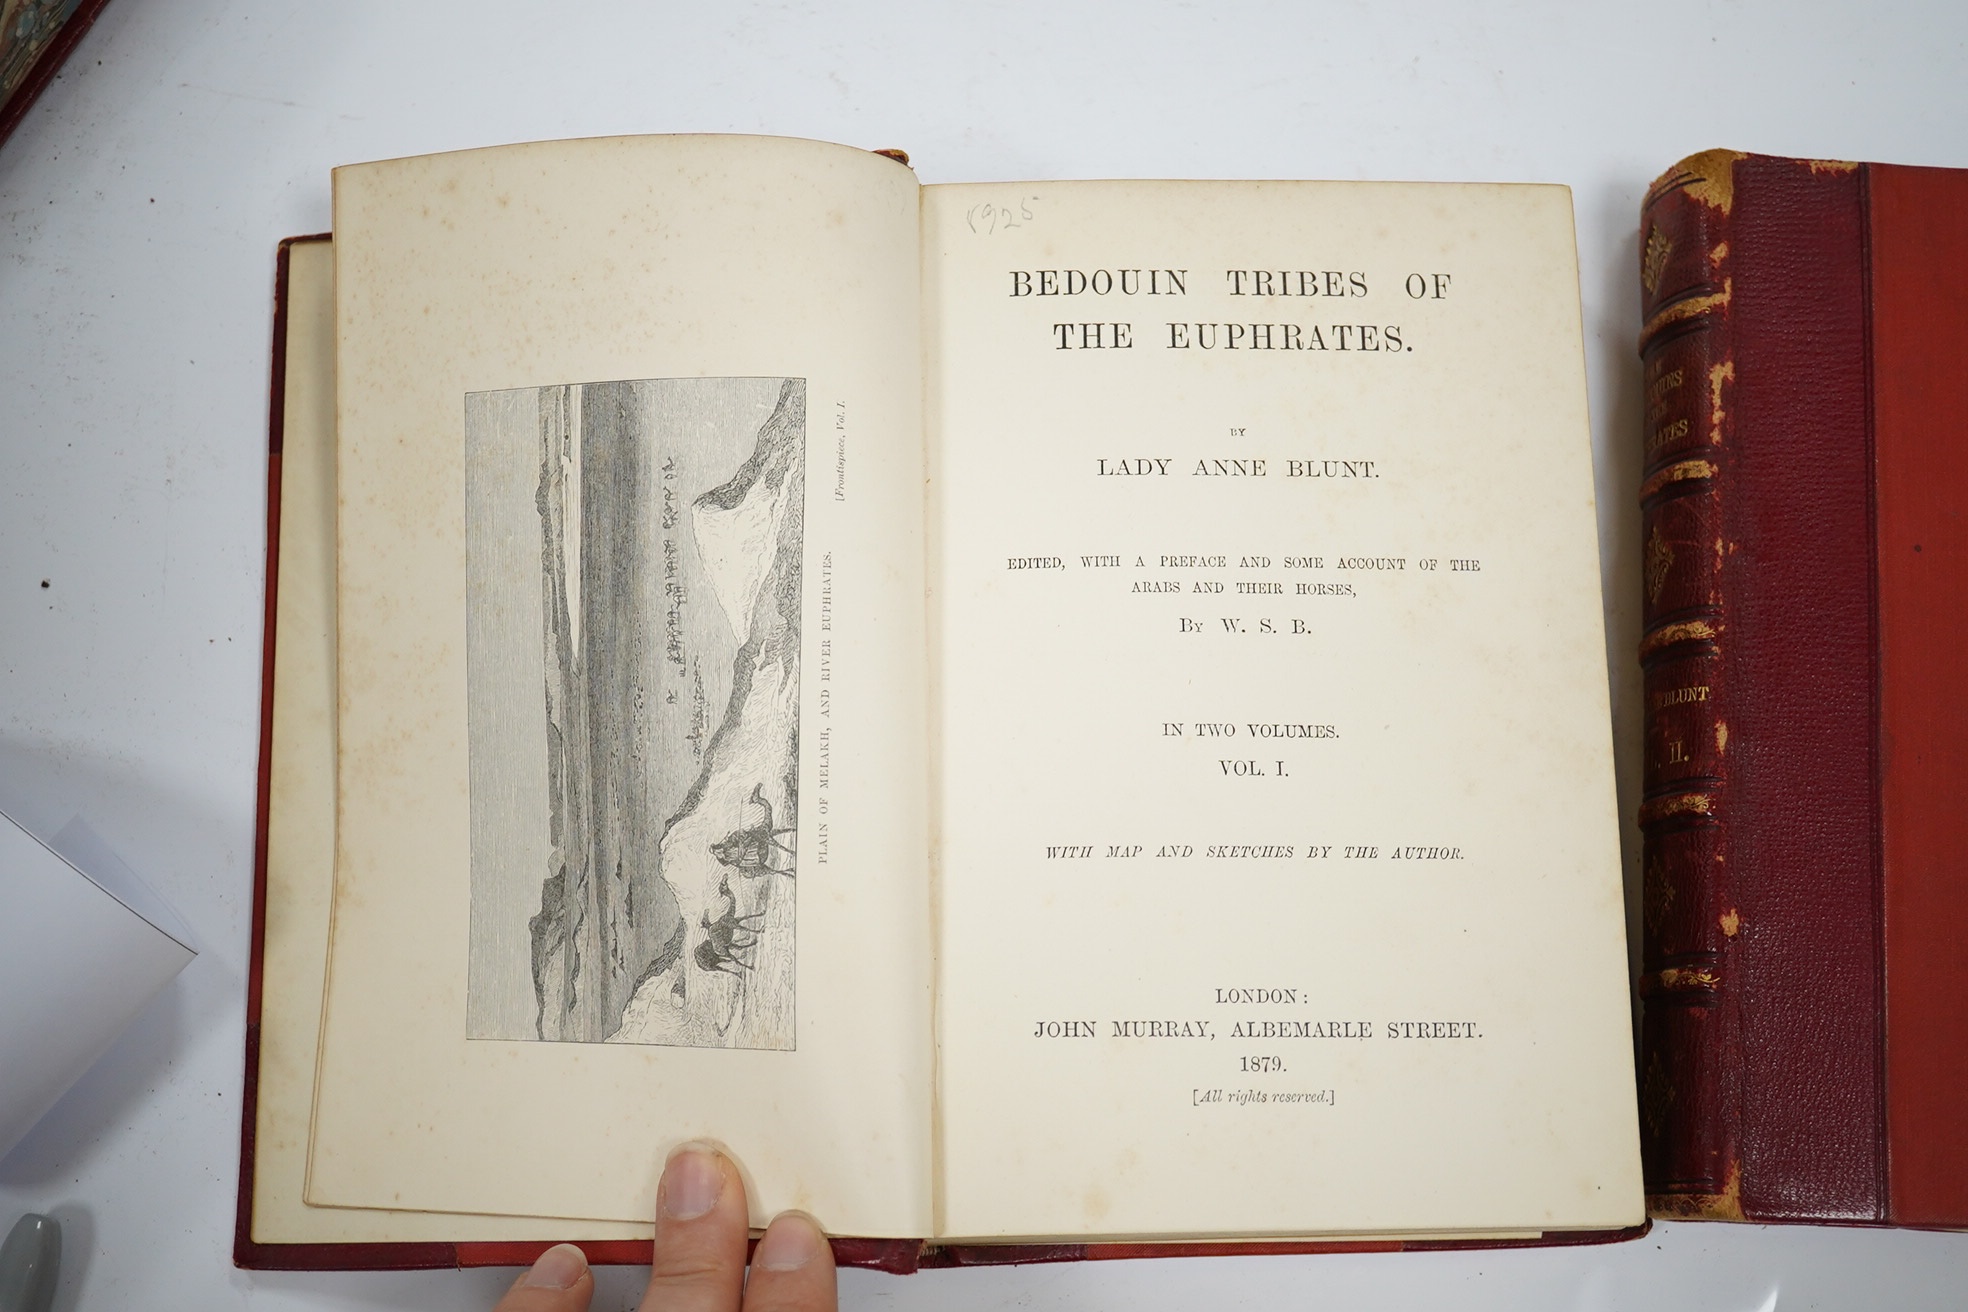 [Frontispiece, Vol. I.
PLAIN OF MELAKH, AND RIVER EUPHRATES.
BEDOUIN TRIBES OF
THE EUPHRATES.
BY
LADY ANNE BLUNT.
EDITED, WITH A PREFACE AND SOME ACCOUNT OF THE
ARABS AND THEIR HORSES,
By W. S. B.
IN TWO VOLUMES.
VOL. I.
WITH MAP AND SKETCHES BY THE AUTHOR.
LONDON:
JOHN MURRAY, ALBEMARLE STREET.
1879.
[All rights reserved.]
BLUNT
II.